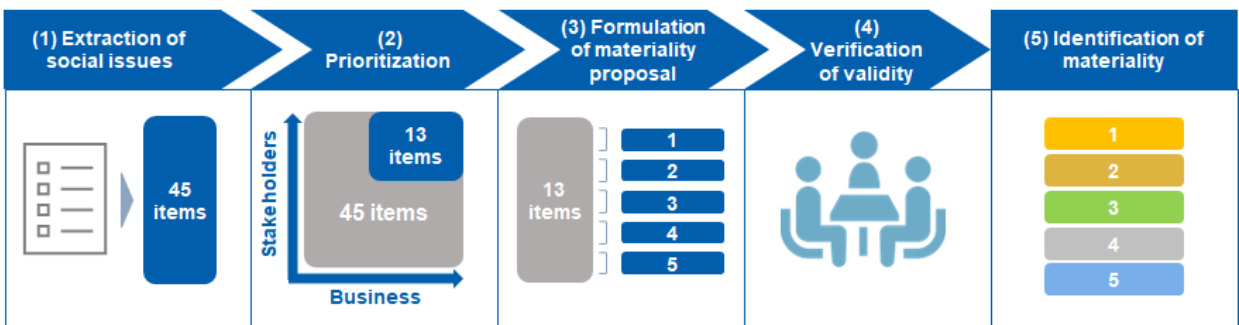 (1) Extraction of
social issues
(2)
Prioritization
(3) Formulation
of materiality
proposal
(4)
Verification
of validity
(5) Identification of
materiality
45
items
Stakeholders
13
items
45 items
Business
13
items
1
2
3
4
5
1
2
3
4
5